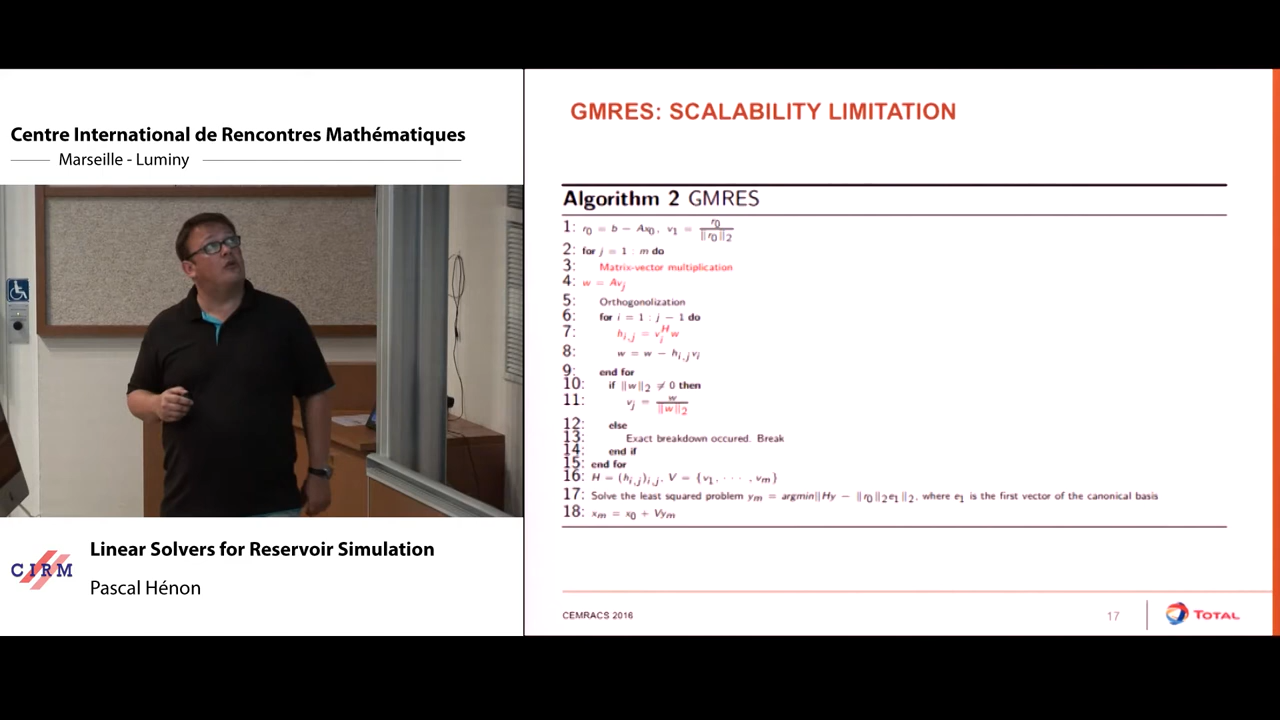 Centre International de Rencontres Mathématiques
Marseille - Luminy
CIRM
Linear Solvers for Reservoir Simulation
Pascal Hénon
GMRES: SCALABILITY LIMITATION
Algorithm 2 GMRES
1: r₀ = b − Ax₀, v₁ = r₀ / ‖r₀‖₂
2: for j = 1 : m do
3: Matrix-vector multiplication
4: w = Avⱼ
5: Orthogonolization
6: for i = 1 : j − 1 do
7: hᵢ,ⱼ = vⱼᴴw
8: w = w − hᵢ,ⱼvᵢ
9: end for
10: if ‖w‖₂ ≠ 0 then
11: vⱼ = w / ‖w‖₂
12: else
13: Exact breakdown occured. Break
14: end if
15: end for
16: H = (hᵢ,ⱼ)ᵢ,ⱼ, V = {v₁, · · · , vₘ}
17: Solve the least squared problem yₘ = argmin‖Hy − ‖r₀‖₂e₁‖₂, where e₁ is the first vector of the canonical basis
18: xₘ = x₀ + Vyₘ
CEMRACS 2016
17
TOTAL